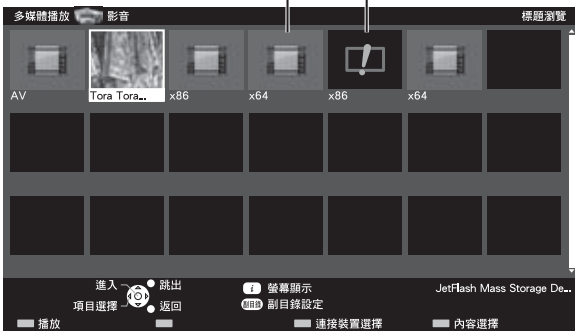 多媒體播放 影音 標題瀏覽
AV Tora Tora... x86 x64 x86 x64
進入 跳出
項目選擇 返回
i 螢幕顯示
副目錄 副目錄設定
JetFlash Mass Storage De...
播放 連接裝置選擇 內容選擇